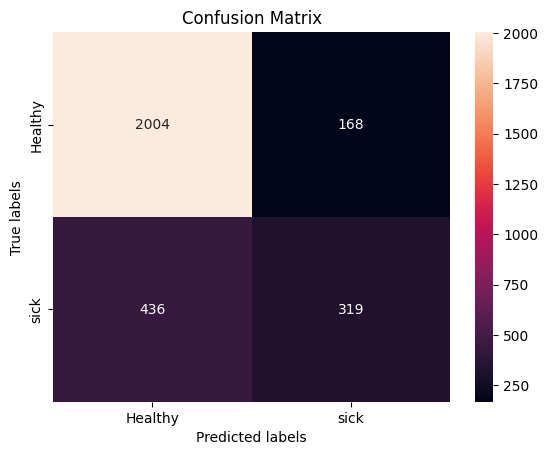 Confusion Matrix
True labels
Healthy
sick
2004 168
436 319
Healthy sick
Predicted labels
2000
1750
1500
1250
1000
750
500
250